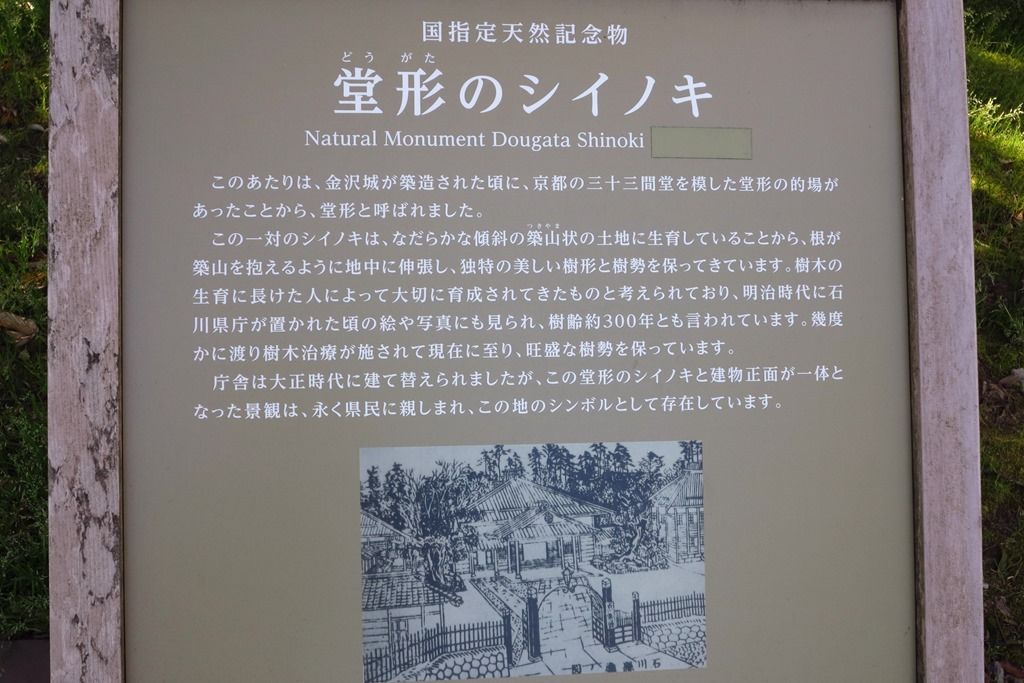 国指定天然記念物
どう がた
堂形のシイノキ
Natural Monument Dougata Shinoki
このあたりは、金沢城が築造された頃に、京都の三十三間堂を模した堂形の的場が
あったことから、堂形と呼ばれました。
つきやま
この一対のシイノキは、なだらかな傾斜の築山状の土地に生育していることから、根が
築山を抱えるように地中に伸張し、独特の美しい樹形と樹勢を保ってきています。樹木の
生育に長けた人によって大切に育成されてきたものと考えられており、明治時代に石
川県庁が置かれた頃の絵や写真にも見られ、樹齢約300年とも言われています。幾度
かに渡り樹木治療が施されて現在に至り、旺盛な樹勢を保っています。
庁舎は大正時代に建て替えられましたが、この堂形のシイノキと建物正面が一体と
なった景観は、永く県民に親しまれ、この地のシンボルとして存在しています。